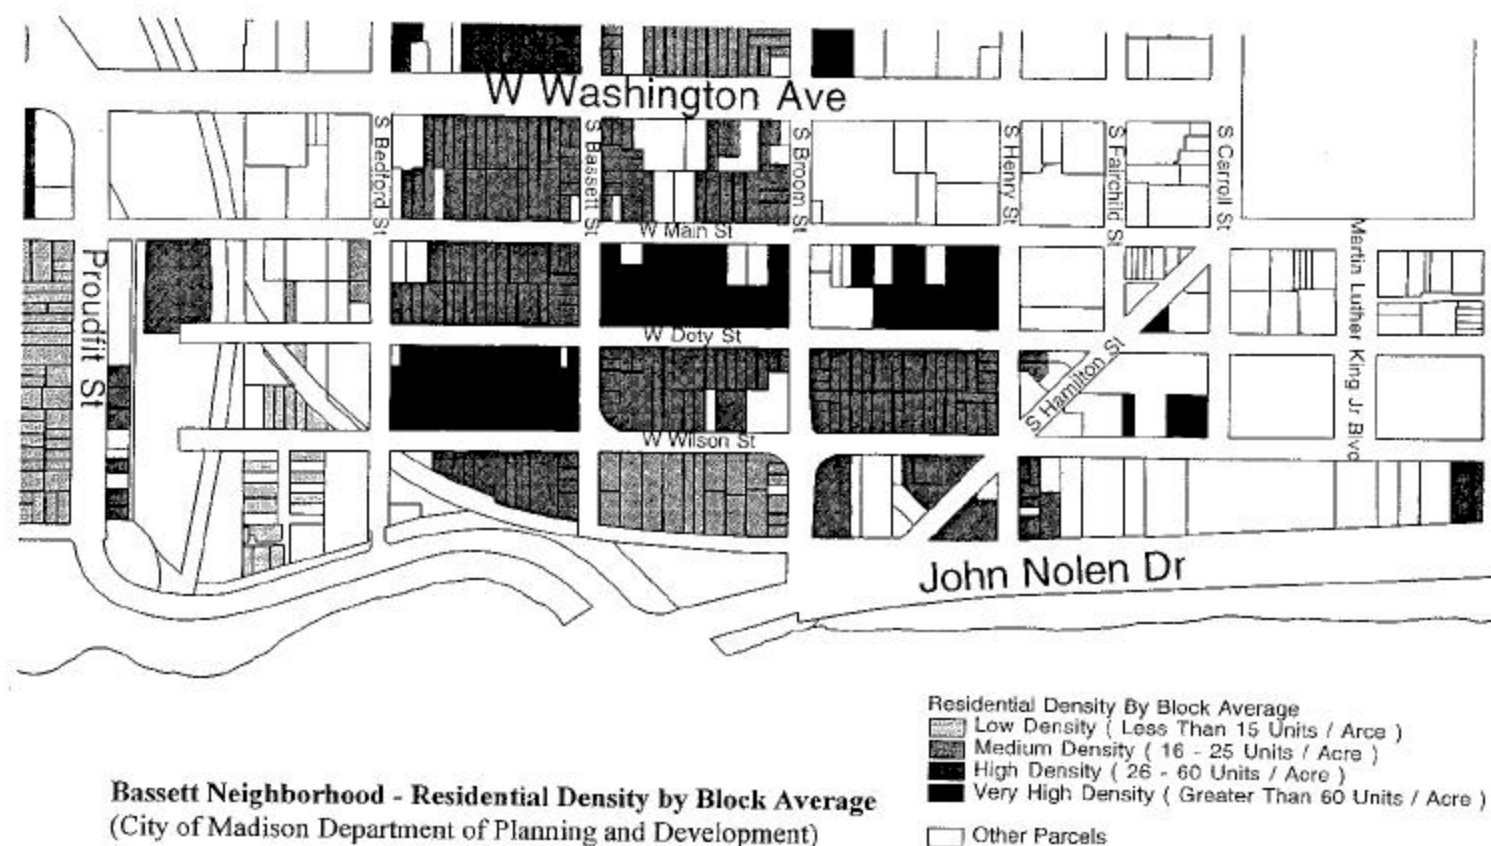 W Washington Ave
S Bedford St
S Bassett St
S Broom St
S Henry St
S Fairchild St
S Carroll St
W Main St
Martin Luther King Jr Blvd
Proudfit St
W Doty St
S Hamilton St
W Wilson St
John Nolen Dr
Residential Density By Block Average
Low Density ( Less Than 15 Units / Arce )
Medium Density ( 16 - 25 Units / Acre )
High Density ( 26 - 60 Units / Acre )
Very High Density ( Greater Than 60 Units / Acre )
Other Parcels
Bassett Neighborhood - Residential Density by Block Average
(City of Madison Department of Planning and Development)